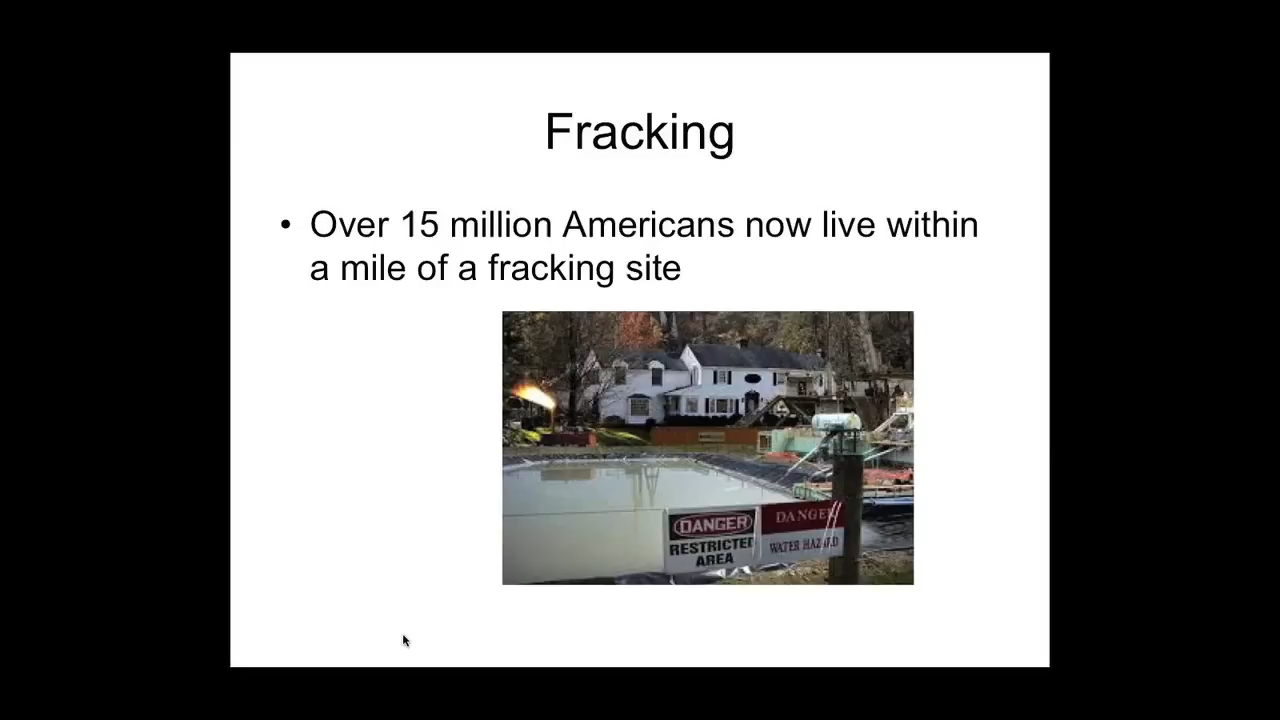 Fracking
• Over 15 million Americans now live within
a mile of a fracking site
DANGER
RESTRICTED
AREA
DANGER
WATER HAZARD